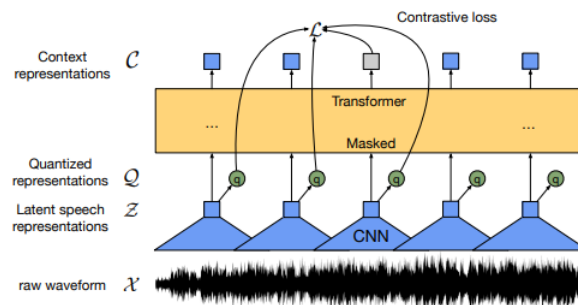 Contrastive loss
ℒ
Context
representations
𝒞
Transformer
... ...
Masked
Quantized
representations
𝒬
q q q q q
Latent speech
representations
𝒵
CNN
raw waveform
𝒳